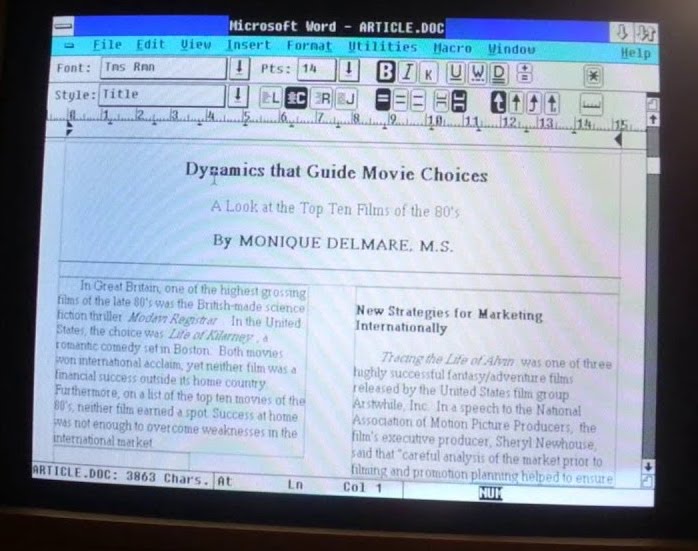 Microsoft Word - ARTICLE.DOC
File Edit View Insert Format Utilities Macro Window Help
Font: Tms Rmn Pts: 14 B I K U W D
Style: Title L C R J
0 1 2 3 4 5 6 7 8 9 10 11 12 13 14 15
Dynamics that Guide Movie Choices
A Look at the Top Ten Films of the 80's
By MONIQUE DELMARE, M.S.
In Great Britain, one of the highest grossing
films of the late 80's was the British-made science
fiction thriller Modern Registrar. In the United
States, the choice was Life of Kilarney, a
romantic comedy set in Boston. Both movies
won international acclaim, yet neither film was a
financial success outside its home country.
Furthermore, on a list of the top ten movies of the
80's, neither film earned a spot. Success at home
was not enough to overcome weaknesses in the
international market
New Strategies for Marketing
Internationally
Tracing the Life of Alvin was one of three
highly successful fantasy/adventure films
released by the United States film group
Arstwhile, Inc. In a speech to the National
Association of Motion Picture Producers, the
film's executive producer, Sheryl Newhouse,
said that "careful analysis of the market prior to
filming and promotion planning helped to ensure
ARTICLE.DOC: 3863 Chars. At Ln Col 1 NUM